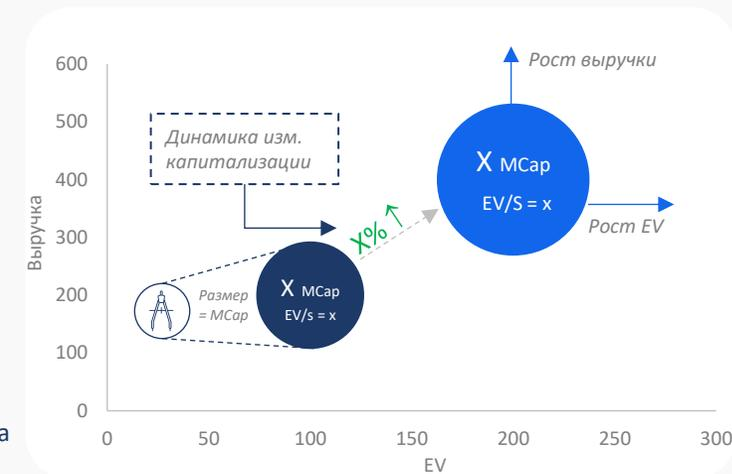 600
500
400
300
200
100
0
Выручка
Динамика изм.
капитализации
Размер
= MCap
X MCap
EV/s = x
X% ↑
X MCap
EV/S = x
Рост выручки
Рост EV
0 50 100 150 200 250 300
EV
а